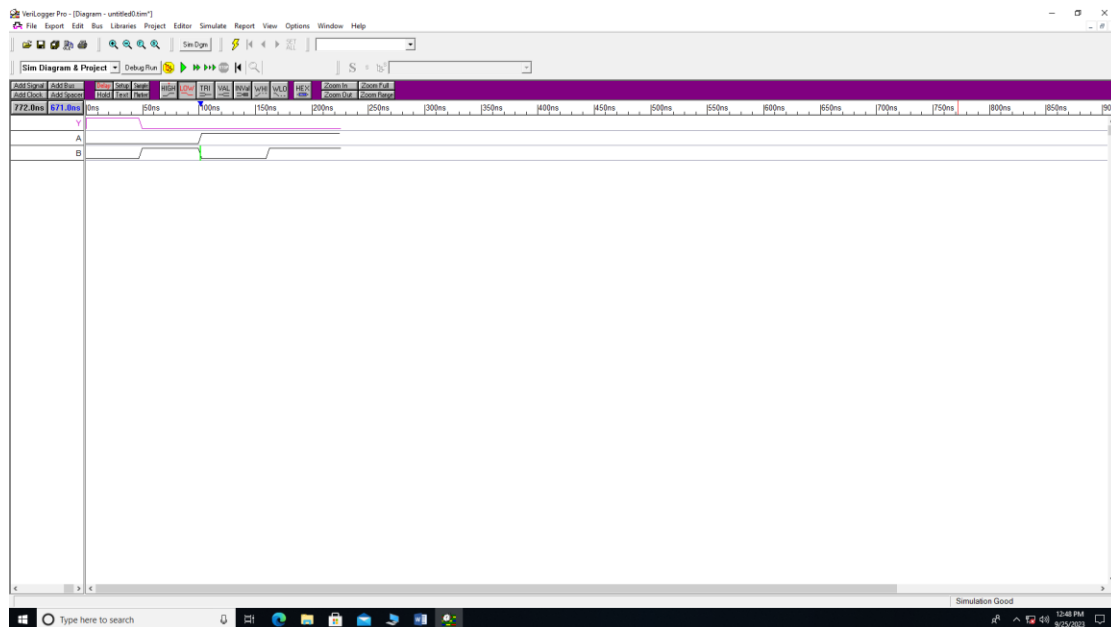 VeriLogger Pro - [Diagram - untitled0.tim*]
File Export Edit Bus Libraries Project Editor Simulate Report View Options Window Help
Sim Dgm
Sim Diagram & Project Debug Run S
Add Signal Add Bus Delay Setup Sample HIGH LOW TRI VAL INVal WHI WLO HEX Zoom In Zoom Full
Add Clock Add Spacer Hold Text Marker Zoom Out Zoom Range
772.0ns 671.0ns 0ns 50ns 100ns 150ns 200ns 250ns 300ns 350ns 400ns 450ns 500ns 550ns 600ns 650ns 700ns 750ns 800ns 850ns 90
Y
A
B
Simulation Good
Type here to search
12:48 PM
9/25/2023